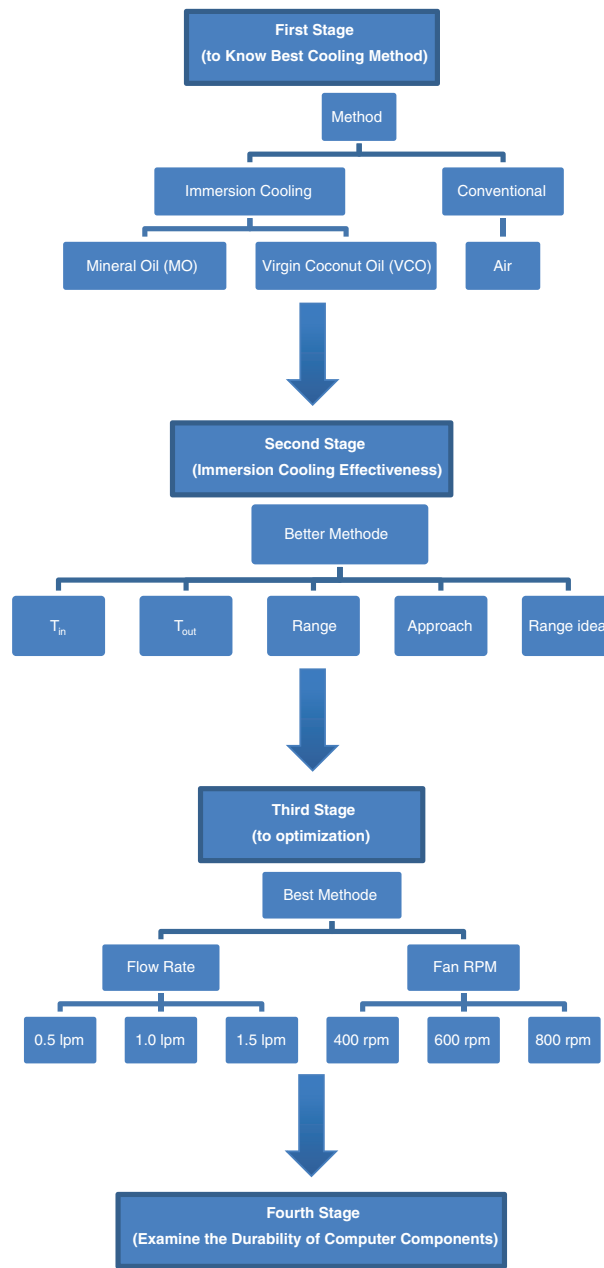 First Stage
(to Know Best Cooling Method)
Method
Immersion Cooling
Conventional
Mineral Oil (MO)
Virgin Coconut Oil (VCO)
Air
Second Stage
(Immersion Cooling Effectiveness)
Better Methode
Tin
Tout
Range
Approach
Range idea
Third Stage
(to optimization)
Best Methode
Flow Rate
Fan RPM
0.5 lpm
1.0 lpm
1.5 lpm
400 rpm
600 rpm
800 rpm
Fourth Stage
(Examine the Durability of Computer Components)